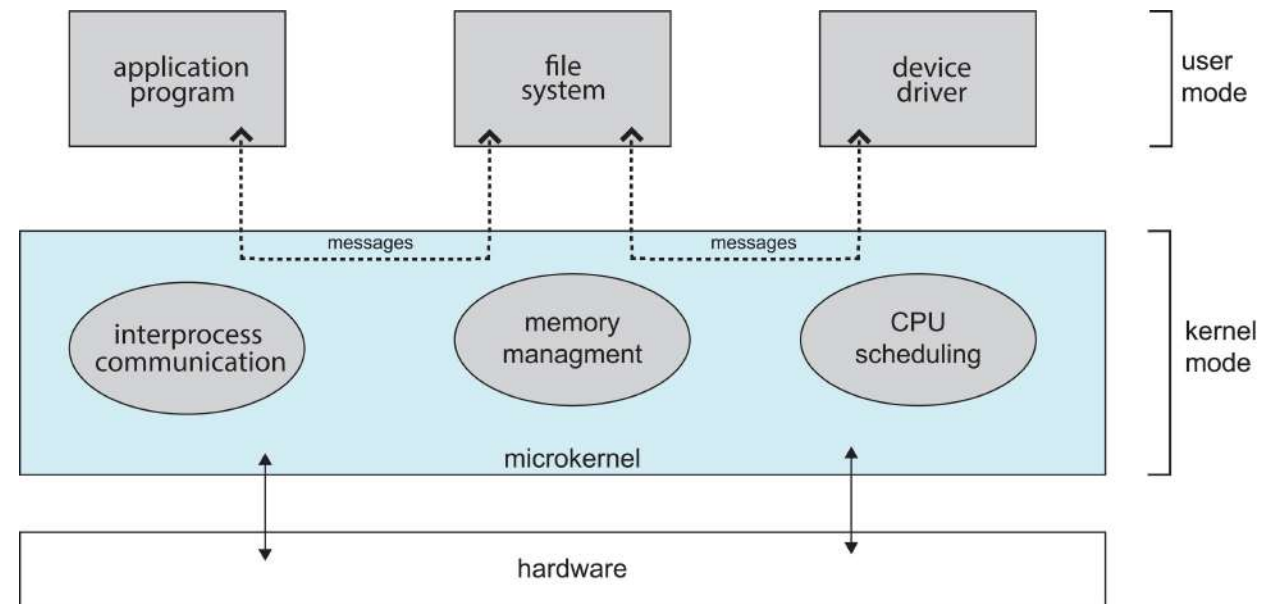 application
program
file
system
device
driver
user
mode
messages
messages
interprocess
communication
memory
managment
CPU
scheduling
kernel
mode
microkernel
hardware